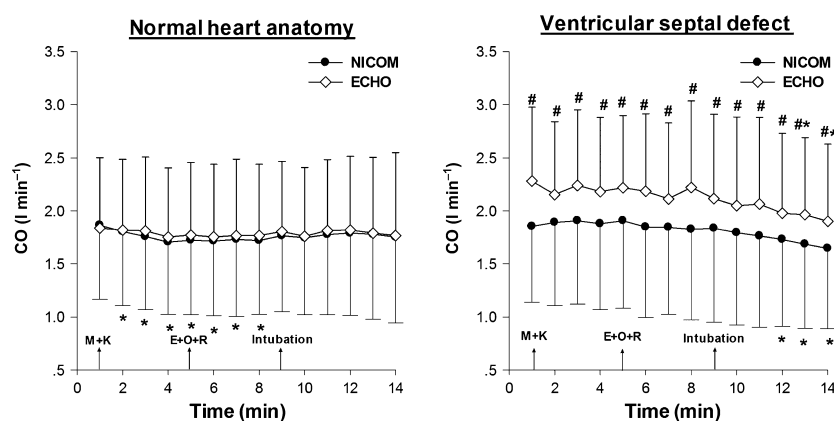 Normal heart anatomy
3.5
3.0
2.5
2.0
1.5
1.0
.5
CO (l min–1)
NICOM
ECHO
* * * * * * *
M+K
E+O+R
Intubation
0 2 4 6 8 10 12 14
Time (min)
Ventricular septal defect
3.5
3.0
2.5
2.0
1.5
1.0
.5
CO (l min–1)
NICOM
ECHO
# # # # # # # # # # # # #* #*
* * *
M+K
E+O+R
Intubation
0 2 4 6 8 10 12 14
Time (min)